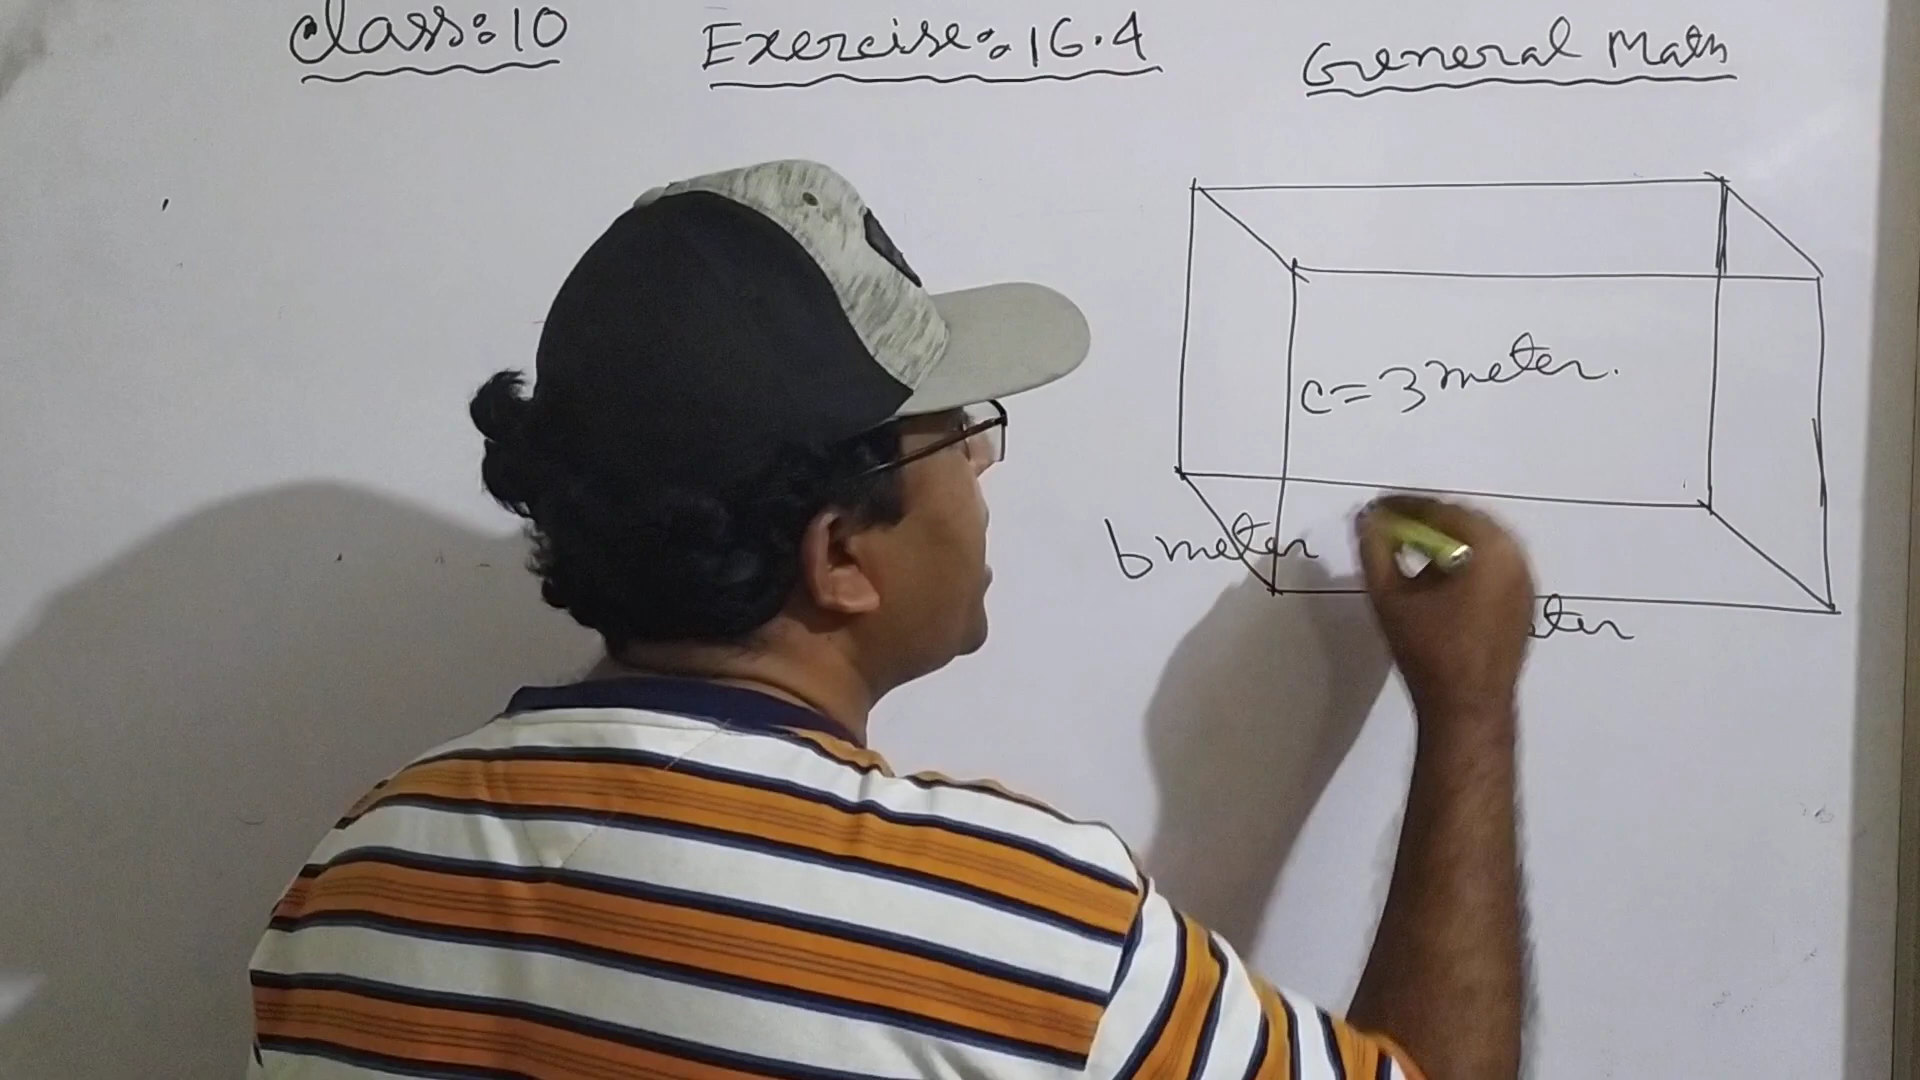 Class: 10 Exercise: 16.4 General Math
c = 3 meter.
b meter